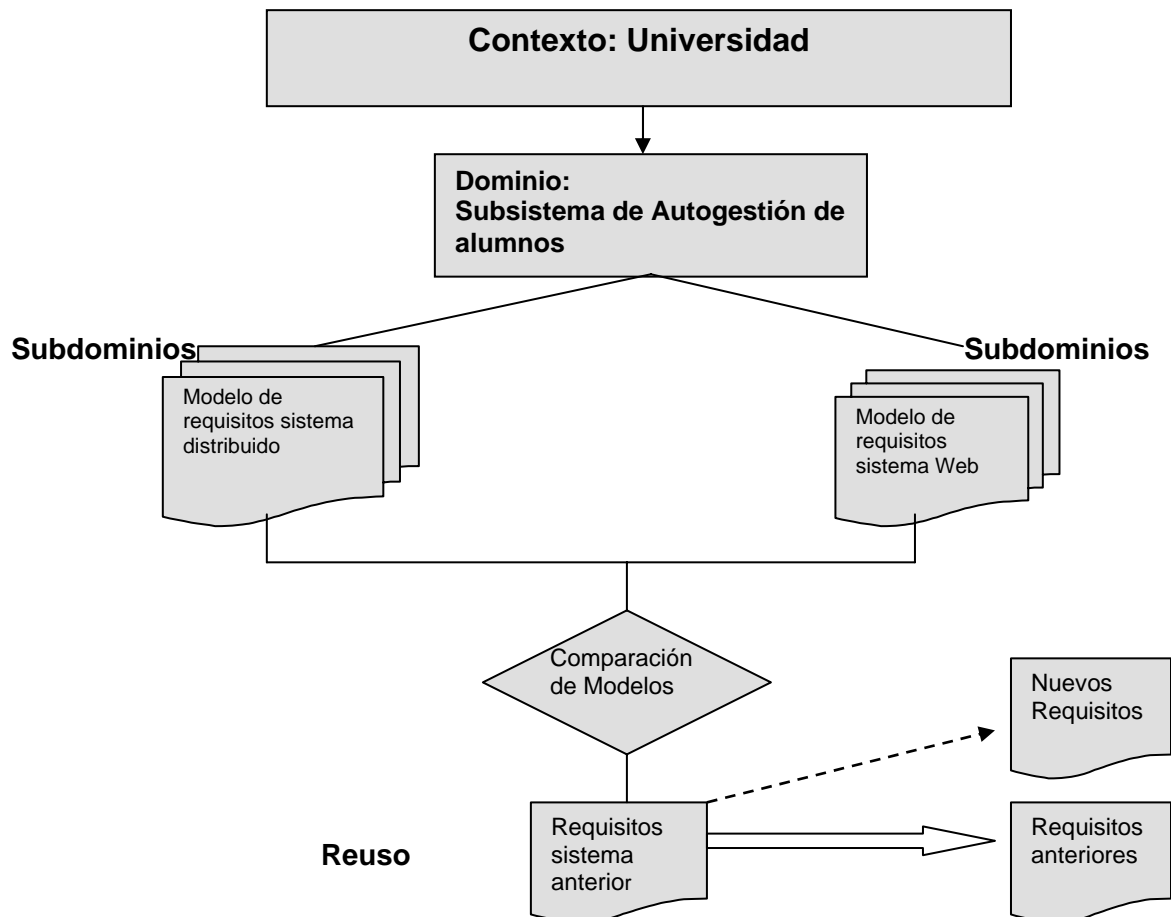 Contexto: Universidad
Dominio:
Subsistema de Autogestión de
alumnos
Subdominios
Subdominios
Modelo de
requisitos sistema
distribuido
Modelo de
requisitos
sistema Web
Comparación
de Modelos
Nuevos
Requisitos
Reuso
Requisitos
sistema
anterior
Requisitos
anteriores